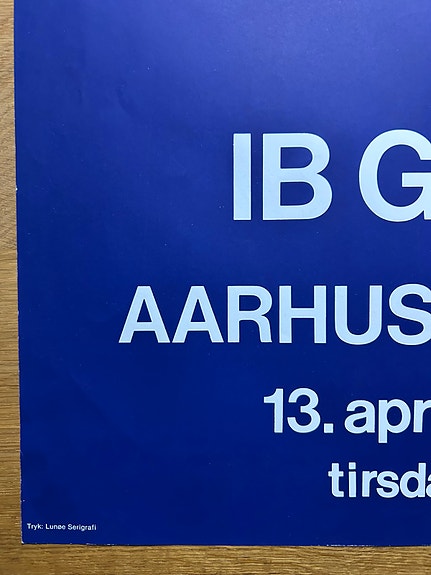 IB G
AARHUS
13. apr
tirsda
Tryk: Lunøe Serigrafi